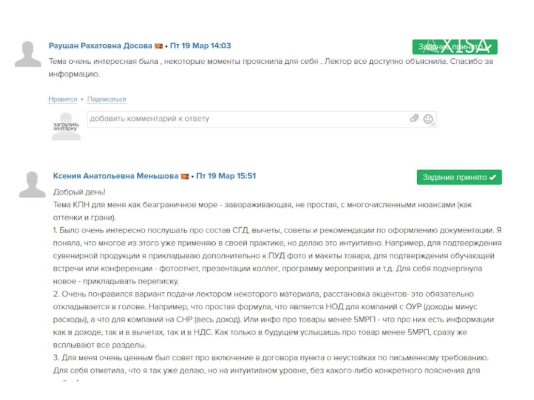 Раушан Рахатовна Досова • Пт 19 Мар 14:03
AXISA
Тема очень интересная была , некоторые моменты прояснила для себя . Лектор все доступно объяснила. Спасибо за
информацию.
Нравится • Подписаться
загрузить
аватарку
добавить комментарий к ответу
Ксения Анатольевна Меньшова • Пт 19 Мар 15:51
Задание принято ✔
Добрый день!
Тема КПН для меня как безграничное море - завораживающая, не простая, с многочисленными нюансами (как
оттенки и грани).
1. Было очень интересно послушать про состав СГД, вычеты, советы и рекомендации по оформлению документации. Я
поняла, что многое из этого уже применяю в своей практике, но делаю это интуитивно. Например, для подтверждения
сувенирной продукции я прикладываю дополнительно к ПУД фото и макеты товара, для подтверждения обучающей
встречи или конференции - фотоотчет, презентации коллег, программу мероприятия и т.д. Для себя подчерпнула
новое - прикладывать переписку.
2. Очень понравился вариант подачи лектором некоторого материала, расстановка акцентов- это обязательно
откладывается в голове. Например, что простая формула, что является НОД для компаний с ОУР (доходы минус
расходы), а что для компаний на СНР (весь доход). Или инфо про товары менее 5МРП - что про них есть информации
как в доходе, так и в вычетах, так и в НДС. Как только в будущем услышишь про товар менее 5МРП, сразу же
всплывают все разделы.
3. Для меня очень ценным был совет про включение в договора пункта о неустойках по письменному требованию.
Для себя отметила, что я так уже делаю, но на интуитивном уровне, без какого-либо конкретного пояснения для